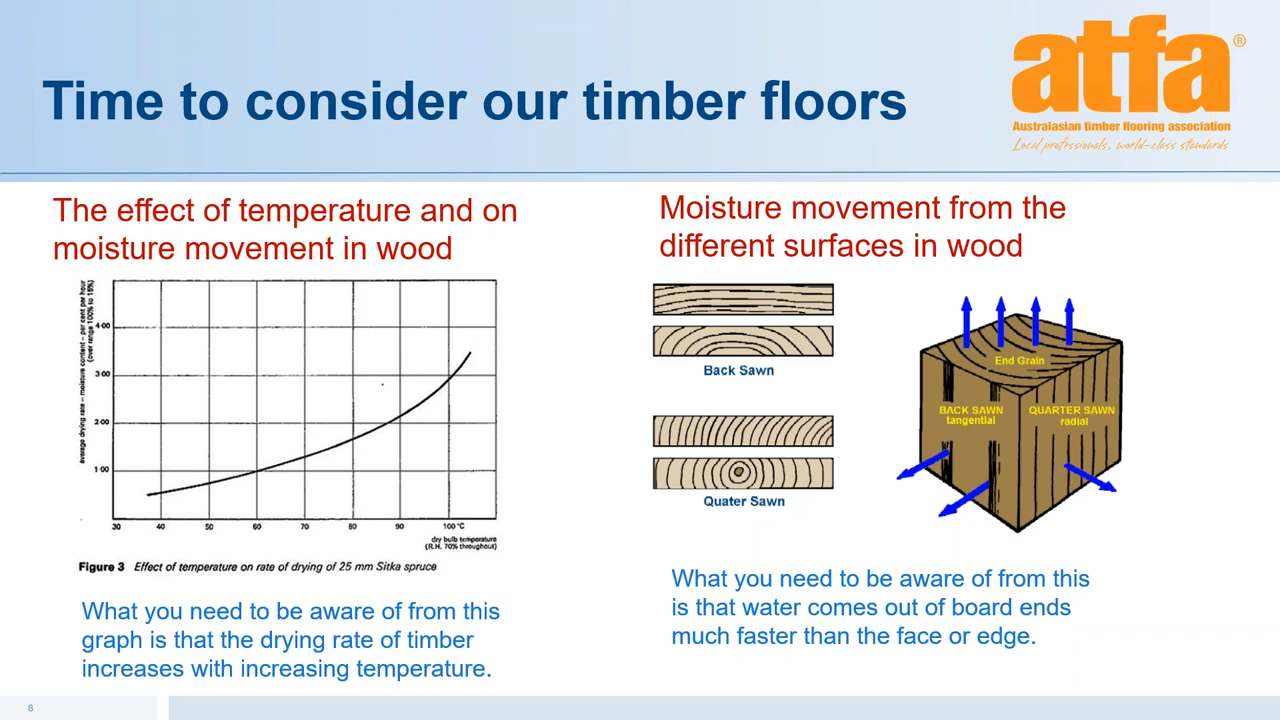 Time to consider our timber floors
atfa®
Australasian timber flooring association
Local professionals, world-class standards
The effect of temperature and on
moisture movement in wood
average drying rate – moisture content – per cent per hour
(over range 100% to 15%)
4·00
3·00
2·00
1·00
30 40 50 60 70 80 90 100 °C
dry bulb temperature
(R.H. 70% throughout)
Figure 3 Effect of temperature on rate of drying of 25 mm Sitka spruce
What you need to be aware of from this
graph is that the drying rate of timber
increases with increasing temperature.
Moisture movement from the
different surfaces in wood
Back Sawn
Quater Sawn
End Grain
BACK SAWN
tangential
QUARTER SAWN
radial
What you need to be aware of from this
is that water comes out of board ends
much faster than the face or edge.
8